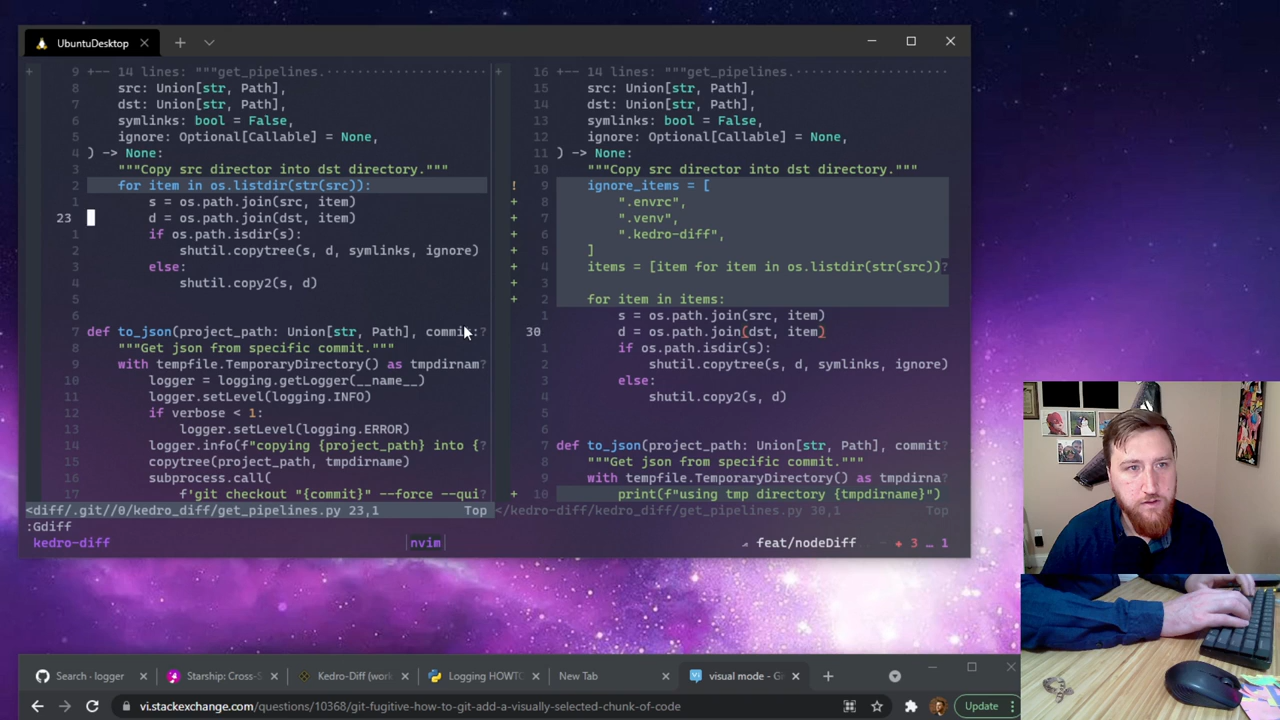 UbuntuDesktop
+ 9 +-- 14 lines: """get_pipelines.
8 src: Union[str, Path],
7 dst: Union[str, Path],
6 symlinks: bool = False,
5 ignore: Optional[Callable] = None,
4 ) -> None:
3 """Copy src director into dst directory."""
2 for item in os.listdir(str(src)):
1 s = os.path.join(src, item)
23 d = os.path.join(dst, item)
1 if os.path.isdir(s):
2 shutil.copytree(s, d, symlinks, ignore)
3 else:
4 shutil.copy2(s, d)
5
6
7 def to_json(project_path: Union[str, Path], commit:?
8 """Get json from specific commit."""
9 with tempfile.TemporaryDirectory() as tmpdirnam?
10 logger = logging.getLogger(__name__)
11 logger.setLevel(logging.INFO)
12 if verbose < 1:
13 logger.setLevel(logging.ERROR)
14 logger.info(f"copying {project_path} into {?
15 copytree(project_path, tmpdirname)
16 subprocess.call(
17 f'git checkout "{commit}" --force --qui?
<diff/.git//0/kedro_diff/get_pipelines.py 23,1 Top
+ 16 +-- 14 lines: """get_pipelines.
15 src: Union[str, Path],
14 dst: Union[str, Path],
13 symlinks: bool = False,
12 ignore: Optional[Callable] = None,
11 ) -> None:
10 """Copy src director into dst directory."""
! 9 ignore_items = [
+ 8 ".envrc",
+ 7 ".venv",
+ 6 ".kedro-diff",
+ 5 ]
+ 4 items = [item for item in os.listdir(str(src))?
+ 3
+ 2 for item in items:
1 s = os.path.join(src, item)
30 d = os.path.join(dst, item)
1 if os.path.isdir(s):
2 shutil.copytree(s, d, symlinks, ignore)
3 else:
4 shutil.copy2(s, d)
5
6
7 def to_json(project_path: Union[str, Path], commit?
8 """Get json from specific commit."""
9 with tempfile.TemporaryDirectory() as tmpdirna?
+ 10 print(f"using tmp directory {tmpdirname}")
</kedro-diff/kedro_diff/get_pipelines.py 30,1 Top
:Gdiff
kedro-diff nvim feat/nodeDiff 3 … 1
Search · logger
Starship: Cross-S
Kedro-Diff (work
Logging HOWTO
New Tab
visual mode - Gi
vi.stackexchange.com/questions/10368/git-fugitive-how-to-git-add-a-visually-selected-chunk-of-code
Update